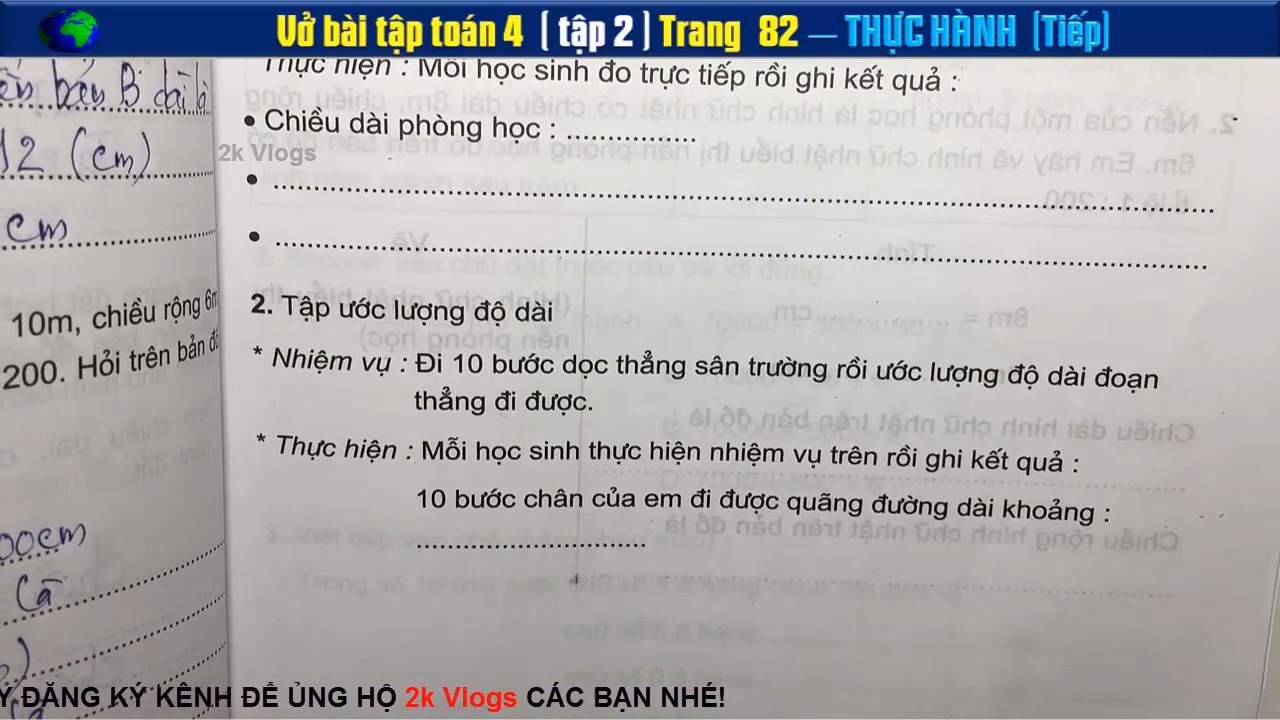 Vở bài tập toán 4 ( tập 2 ) Trang 82 — THỰC HÀNH (Tiếp)
Thực hiện : Mỗi học sinh đo trực tiếp rồi ghi kết quả :
• Chiều dài phòng học : ................
2k Vlogs
• ................
• ................
2. Tập ước lượng độ dài
* Nhiệm vụ : Đi 10 bước dọc thẳng sân trường rồi ước lượng độ dài đoạn
thẳng đi được.
* Thực hiện : Mỗi học sinh thực hiện nhiệm vụ trên rồi ghi kết quả :
10 bước chân của em đi được quãng đường dài khoảng :
................
bản B dài
12 (cm)
cm
10m, chiều rộng 6m
200. Hỏi trên bản đồ
00cm
Y ĐĂNG KÝ KÊNH ĐỂ ỦNG HỘ 2k Vlogs CÁC BẠN NHÉ!